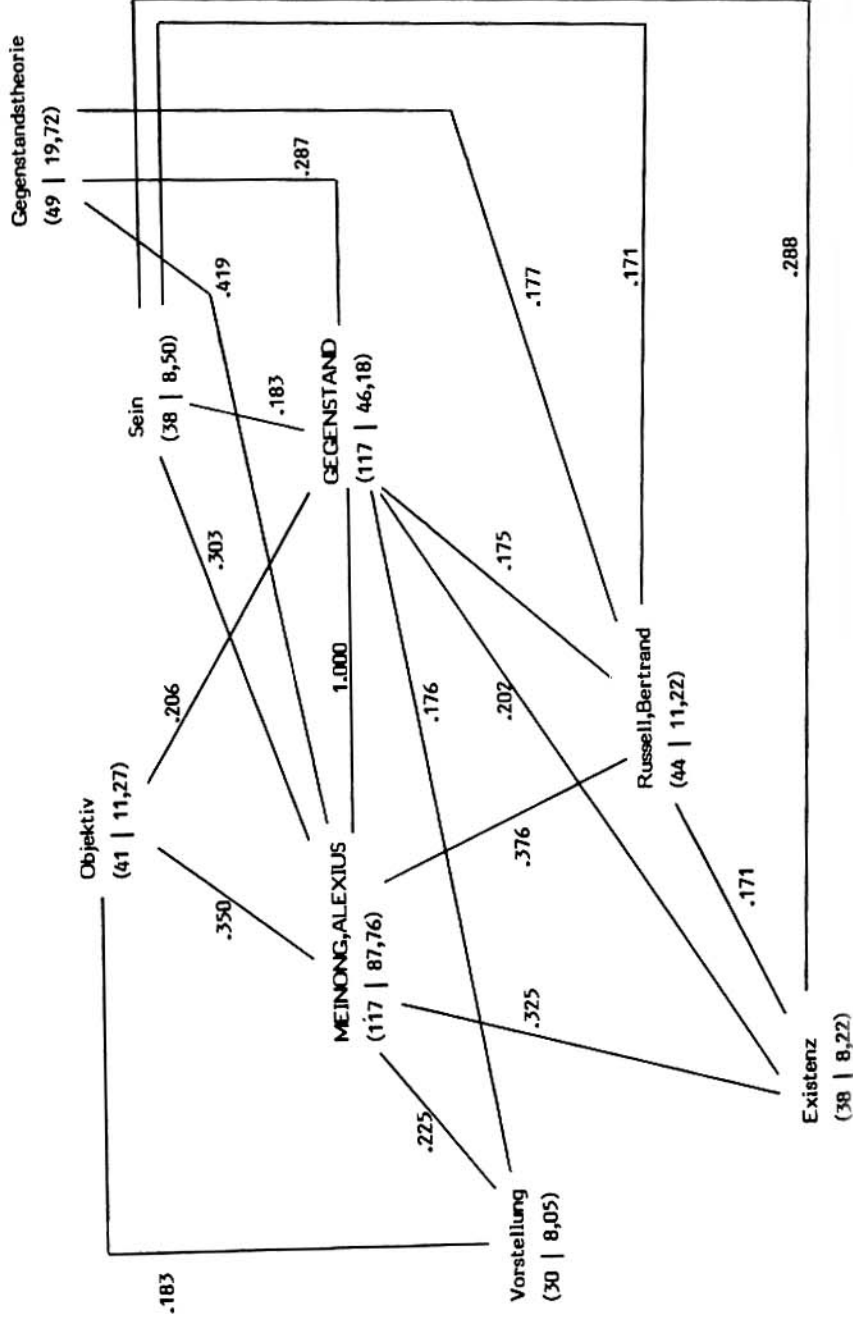 Gegenstandstheorie
(49 | 19,72)
.287
.419
Sein
(38 | 8,50)
.183
.177
.171
.288
GEGENSTAND
(117 | 46,18)
.303
.206
1.000
.176
.202
.175
Objektiv
(41 | 11,27)
.350
MEINONG,ALEXIUS
(117 | 87,76)
.376
Russell,Bertrand
(44 | 11,22)
.171
.325
.225
Existenz
(38 | 8,22)
Vorstellung
(30 | 8,05)
.183